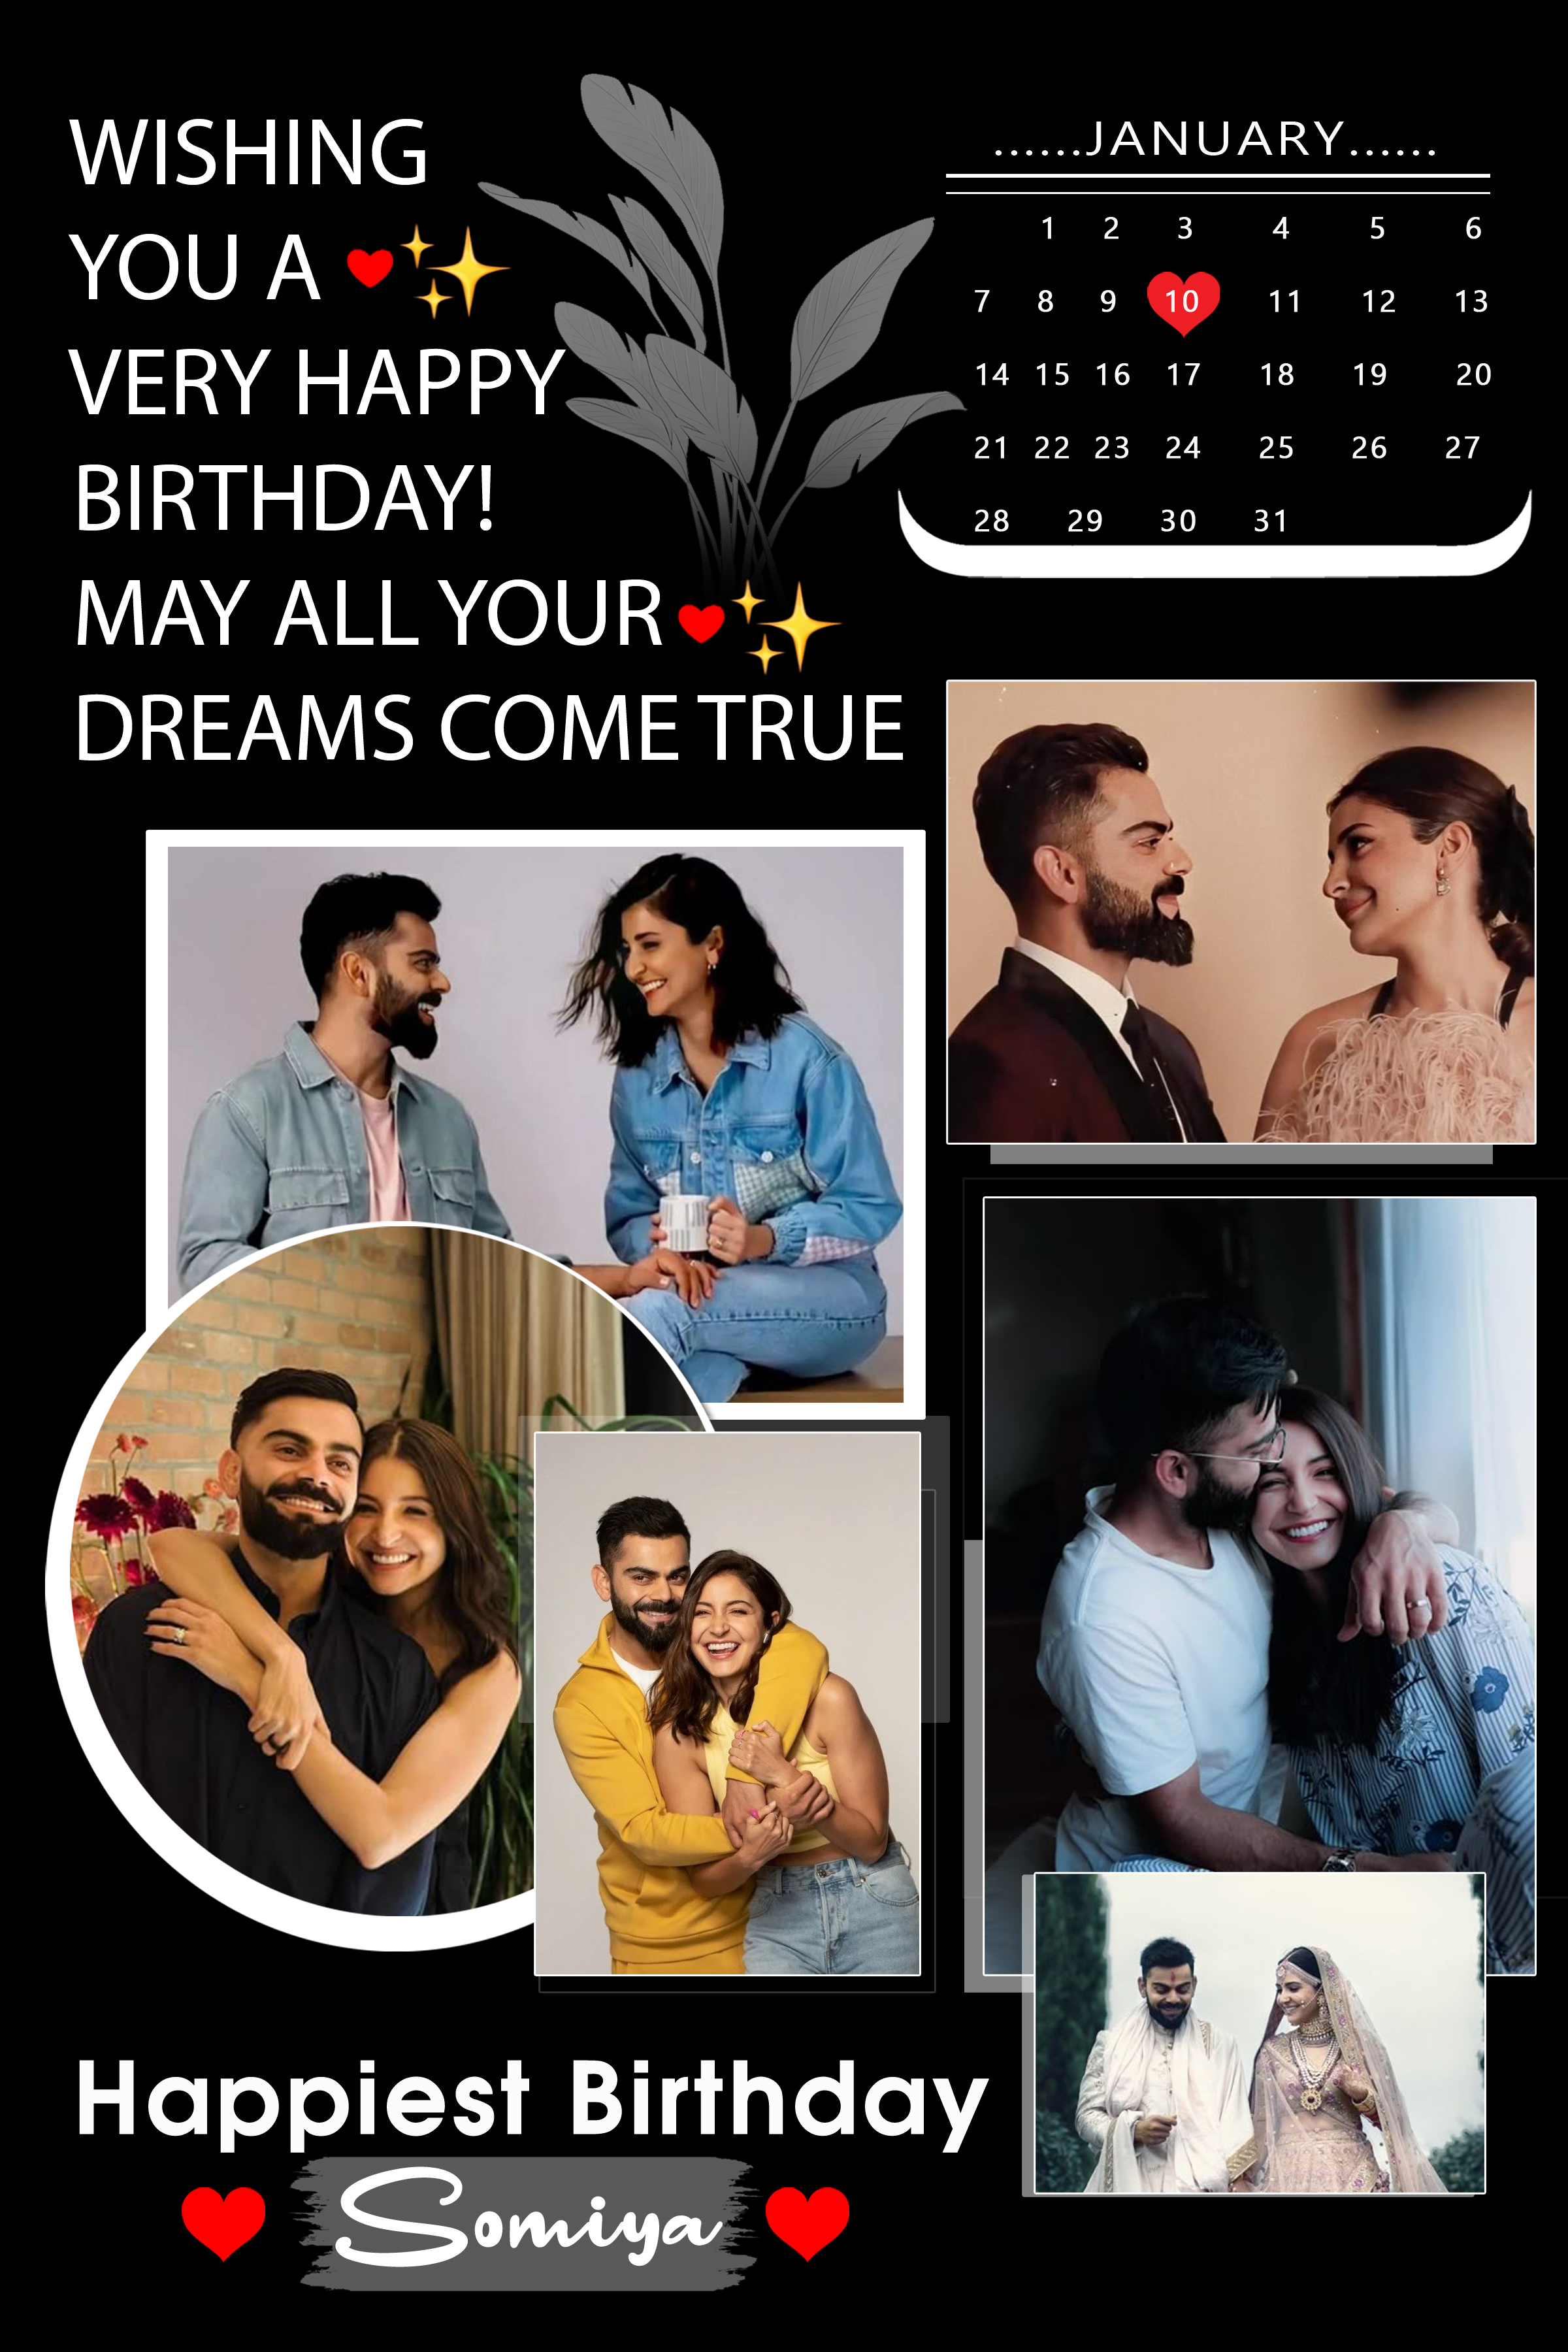 WISHING
YOU A
VERY HAPPY
BIRTHDAY!
MAY ALL YOUR
DREAMS COME TRUE
......JANUARY......
1 2 3 4 5 6
7 8 9 10 11 12 13
14 15 16 17 18 19 20
21 22 23 24 25 26 27
28 29 30 31
Happiest Birthday
Somiya